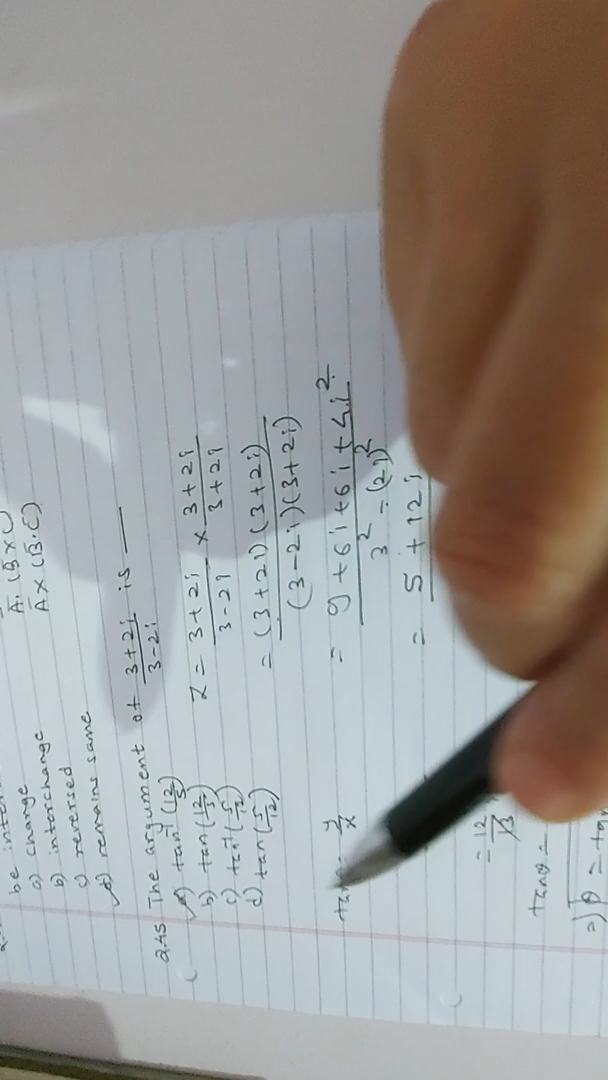 be inter
a) change
b) interchange
c) reversed
d) remains same
A⃗. (B⃗ × C⃗)
A⃗ × (B⃗·C⃗)
245 The argument of 3+2i / 3-2i is ___
a) tan⁻¹(12/5)
b) tan(12/5)
c) tan⁻¹(5/12)
d) tan(5/12)
z = 3+2i / 3-2i × 3+2i / 3+2i
= (3+2i)(3+2i) / (3-2i)(3+2i)
= 9+6i+6i+4i² / 3² - (2i)²
= 5+12i
y/x
= 12/13
tanθ =
=) θ = tan